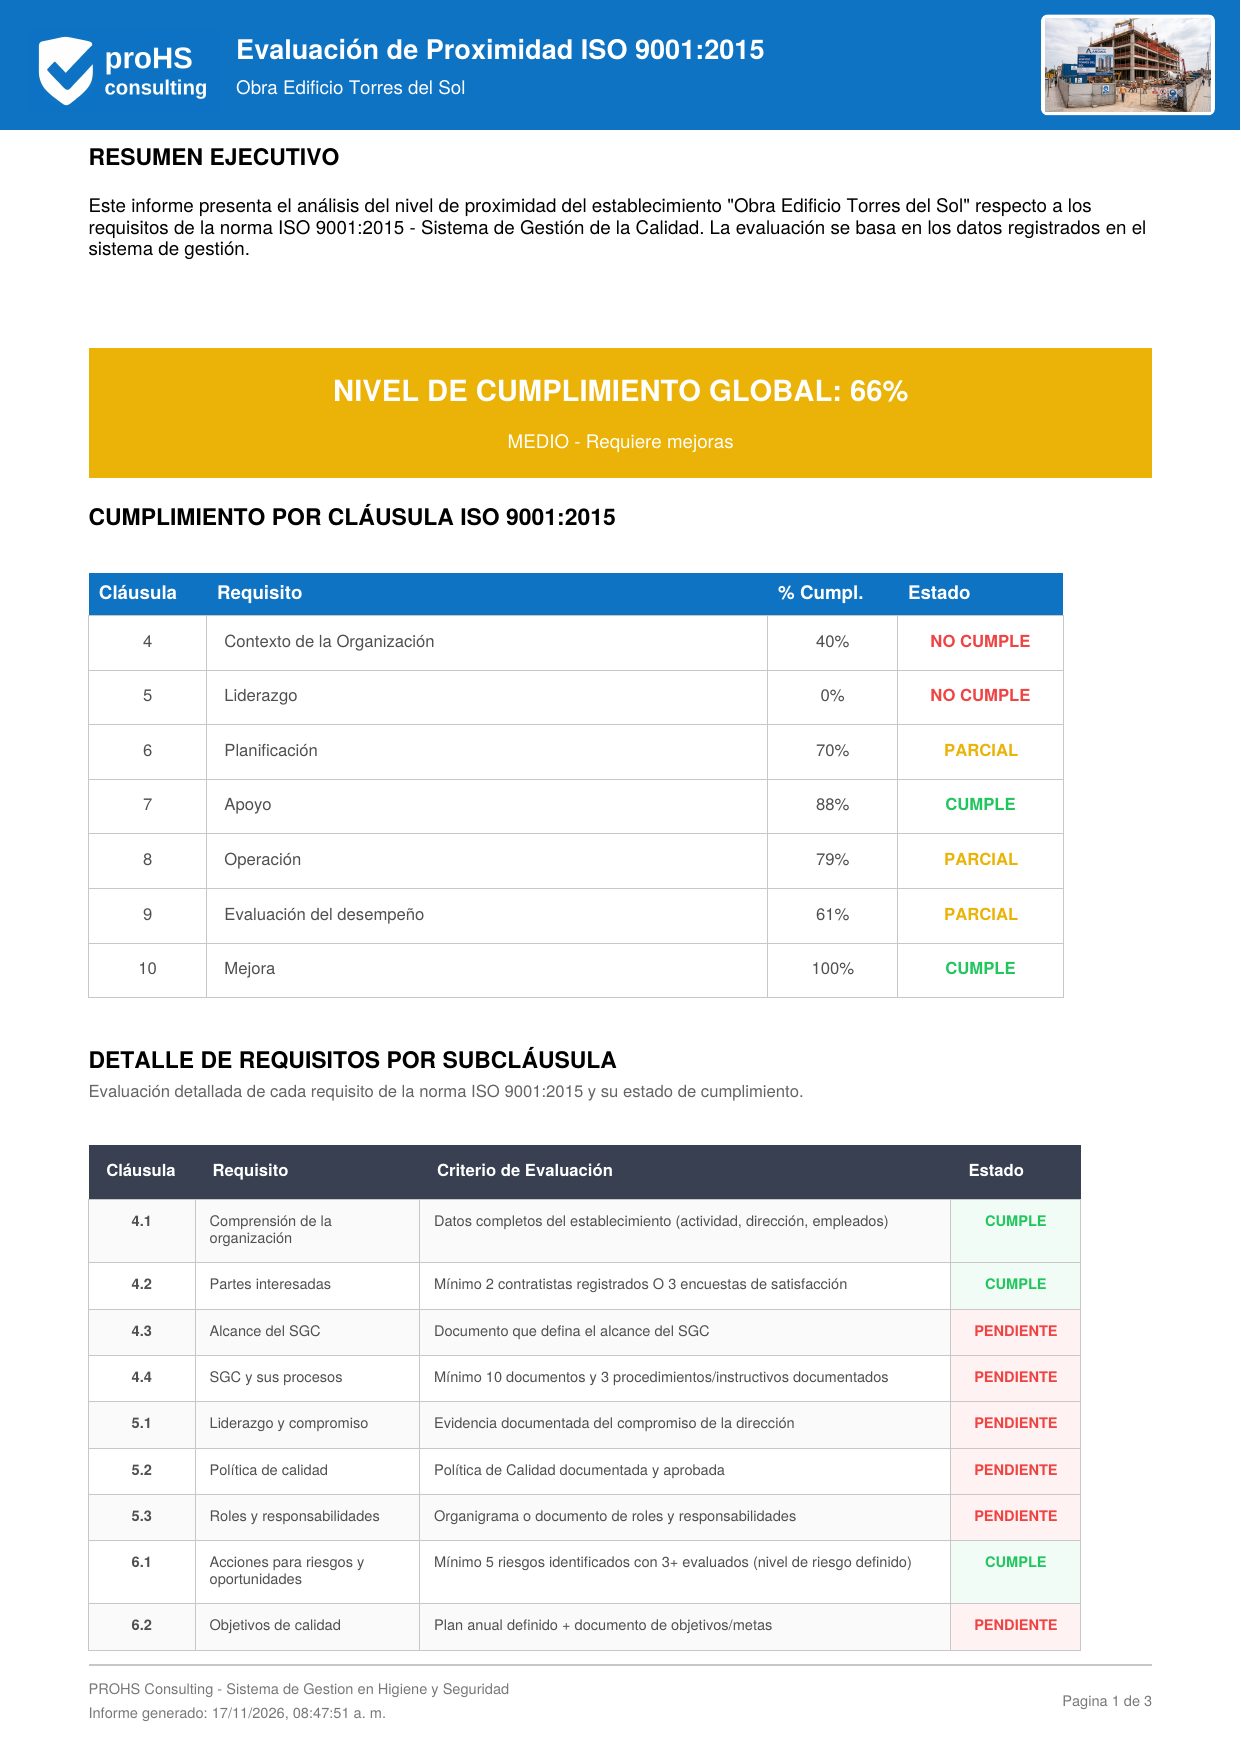 proHS
consulting
Evaluación de Proximidad ISO 9001:2015
Obra Edificio Torres del Sol
RESUMEN EJECUTIVO
Este informe presenta el análisis del nivel de proximidad del establecimiento "Obra Edificio Torres del Sol" respecto a los
requisitos de la norma ISO 9001:2015 - Sistema de Gestión de la Calidad. La evaluación se basa en los datos registrados en el
sistema de gestión.
NIVEL DE CUMPLIMIENTO GLOBAL: 66%
MEDIO - Requiere mejoras
CUMPLIMIENTO POR CLÁUSULA ISO 9001:2015
Cláusula Requisito % Cumpl. Estado
4 Contexto de la Organización 40% NO CUMPLE
5 Liderazgo 0% NO CUMPLE
6 Planificación 70% PARCIAL
7 Apoyo 88% CUMPLE
8 Operación 79% PARCIAL
9 Evaluación del desempeño 61% PARCIAL
10 Mejora 100% CUMPLE
DETALLE DE REQUISITOS POR SUBCLÁUSULA
Evaluación detallada de cada requisito de la norma ISO 9001:2015 y su estado de cumplimiento.
Cláusula Requisito Criterio de Evaluación Estado
4.1 Comprensión de la Datos completos del establecimiento (actividad, dirección, empleados) CUMPLE
organización
4.2 Partes interesadas Mínimo 2 contratistas registrados O 3 encuestas de satisfacción CUMPLE
4.3 Alcance del SGC Documento que defina el alcance del SGC PENDIENTE
4.4 SGC y sus procesos Mínimo 10 documentos y 3 procedimientos/instructivos documentados PENDIENTE
5.1 Liderazgo y compromiso Evidencia documentada del compromiso de la dirección PENDIENTE
5.2 Política de calidad Política de Calidad documentada y aprobada PENDIENTE
5.3 Roles y responsabilidades Organigrama o documento de roles y responsabilidades PENDIENTE
6.1 Acciones para riesgos y Mínimo 5 riesgos identificados con 3+ evaluados (nivel de riesgo definido) CUMPLE
oportunidades
6.2 Objetivos de calidad Plan anual definido + documento de objetivos/metas PENDIENTE
PROHS Consulting - Sistema de Gestion en Higiene y Seguridad
Informe generado: 17/11/2026, 08:47:51 a. m.
Pagina 1 de 3